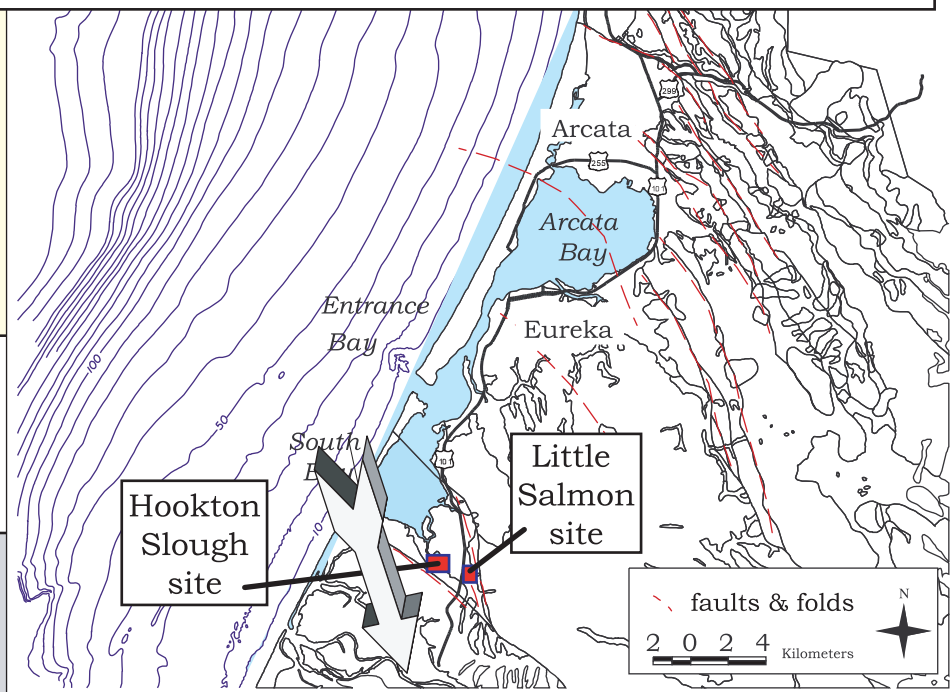 Arcata
299
255
101
Arcata
Bay
Entrance
Bay
Eureka
100
50
South
101
10
Little
Salmon
site
Hookton
Slough
site
faults & folds
N
2 0 2 4
Kilometers